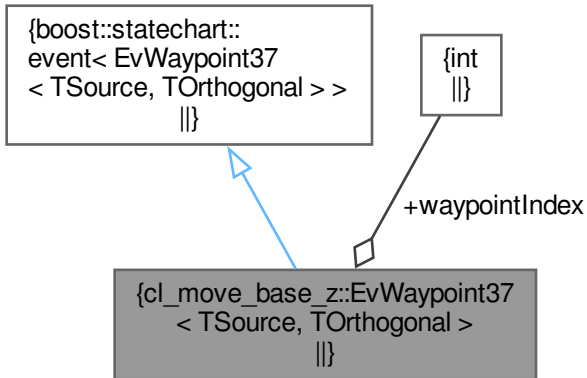 {boost::statechart::
event< EvWaypoint37
< TSource, TOrthogonal > >
||}
{int
||}
+waypointIndex
{cl_move_base_z::EvWaypoint37
< TSource, TOrthogonal >
||}